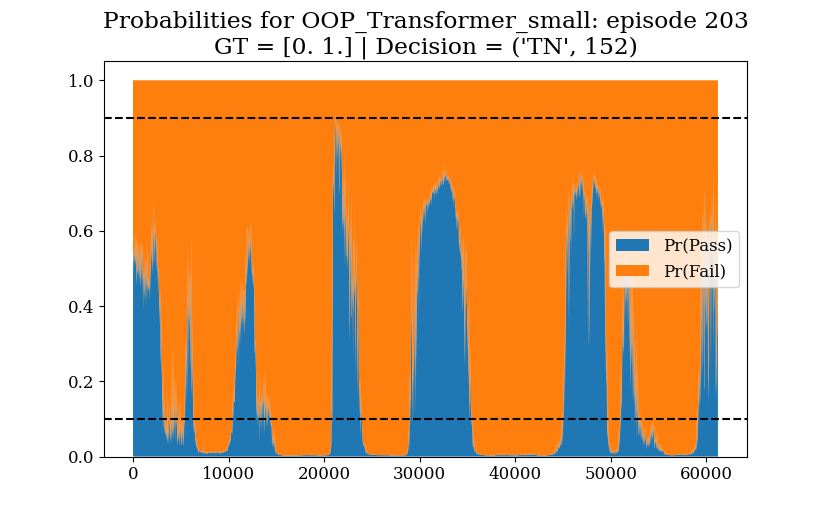 Probabilities for OOP_Transformer_small: episode 203
GT = [0. 1.] | Decision = ('TN', 152)
1.0
0.8
0.6
0.4
0.2
0.0
Pr(Pass)
Pr(Fail)
0 10000 20000 30000 40000 50000 60000